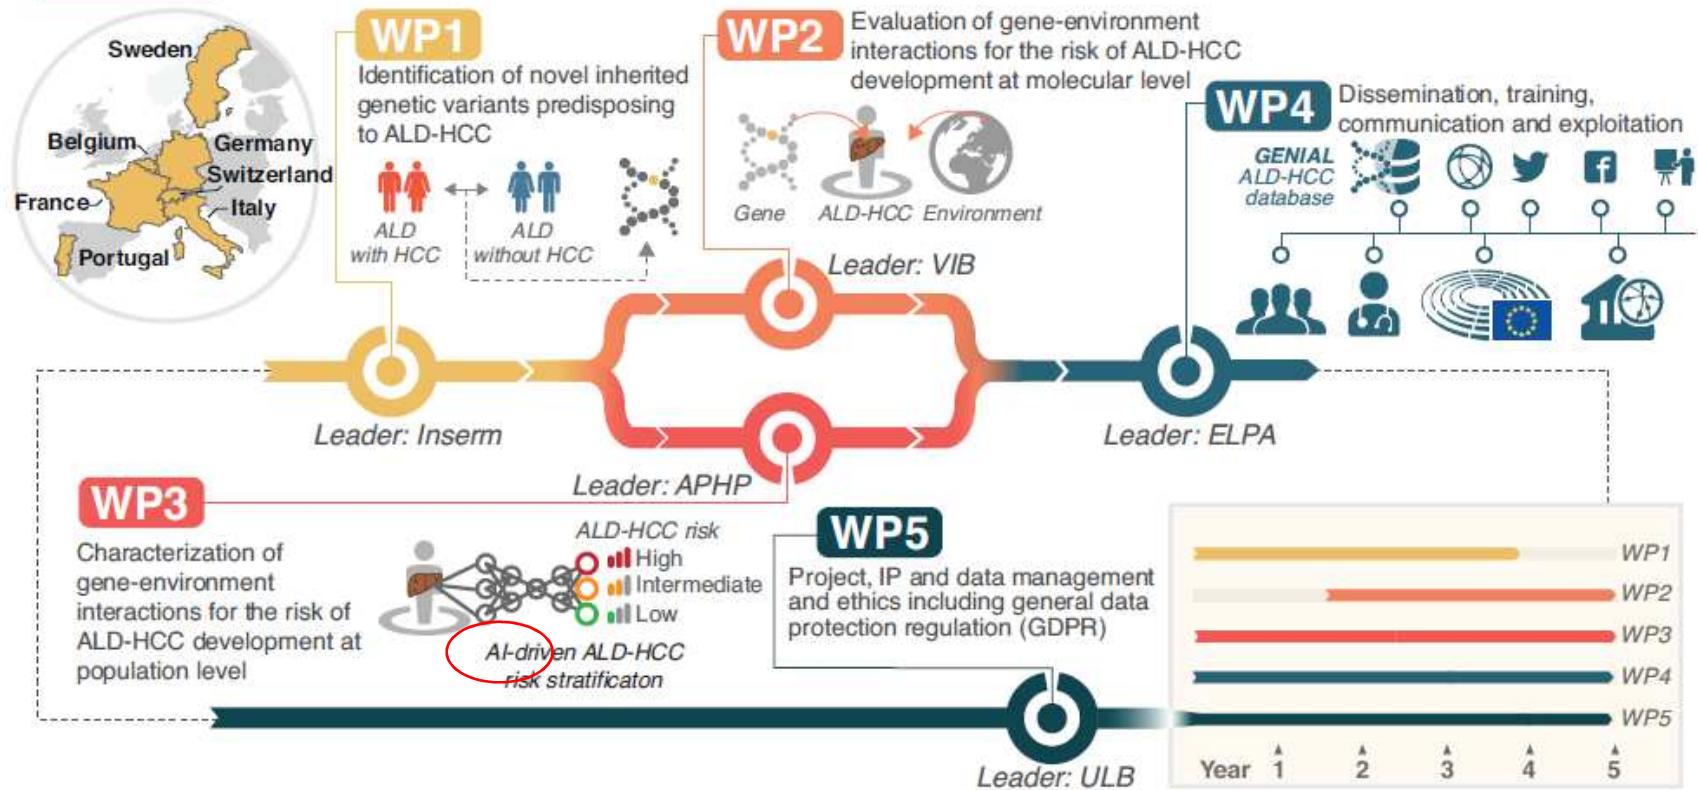 Sweden
Belgium
Germany
Switzerland
France
Italy
Portugal
WP1
Identification of novel inherited
genetic variants predisposing
to ALD-HCC
ALD
with HCC
ALD
without HCC
Leader: Inserm
WP2
Evaluation of gene-environment
interactions for the risk of ALD-HCC
development at molecular level
Gene
ALD-HCC
Environment
Leader: VIB
WP4
Dissemination, training,
communication and exploitation
GENIAL
ALD-HCC
database
Leader: ELPA
Leader: APHP
WP3
Characterization of
gene-environment
interactions for the risk of
ALD-HCC development at
population level
ALD-HCC risk
High
Intermediate
Low
AI-driven ALD-HCC
risk stratificaton
WP5
Project, IP and data management
and ethics including general data
protection regulation (GDPR)
Leader: ULB
WP1
WP2
WP3
WP4
WP5
Year 1 2 3 4 5